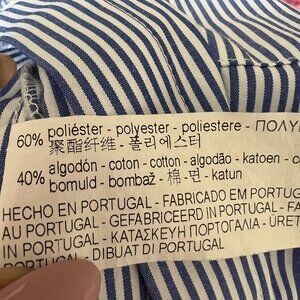 60% poliéster - polyester - poliestere - ΠΟΛΥ
聚酯纤维 - 폴리에스터
40% algodón - coton - cotton - algodão - katoen -
bomuld - bombaž - 棉 - 면 - katun
HECHO EN PORTUGAL - FABRICADO EM PORTUG
AU PORTUGAL - GEFABRICEERD IN PORTUGAL - FA
IN PORTUGAL - ΚΑΤΑΣΚΕΥΗ ΠΟΡΤΟΓΑΛΙΑ - ÜRET
PORTUGAL - DIBUAT DI PORTUGAL